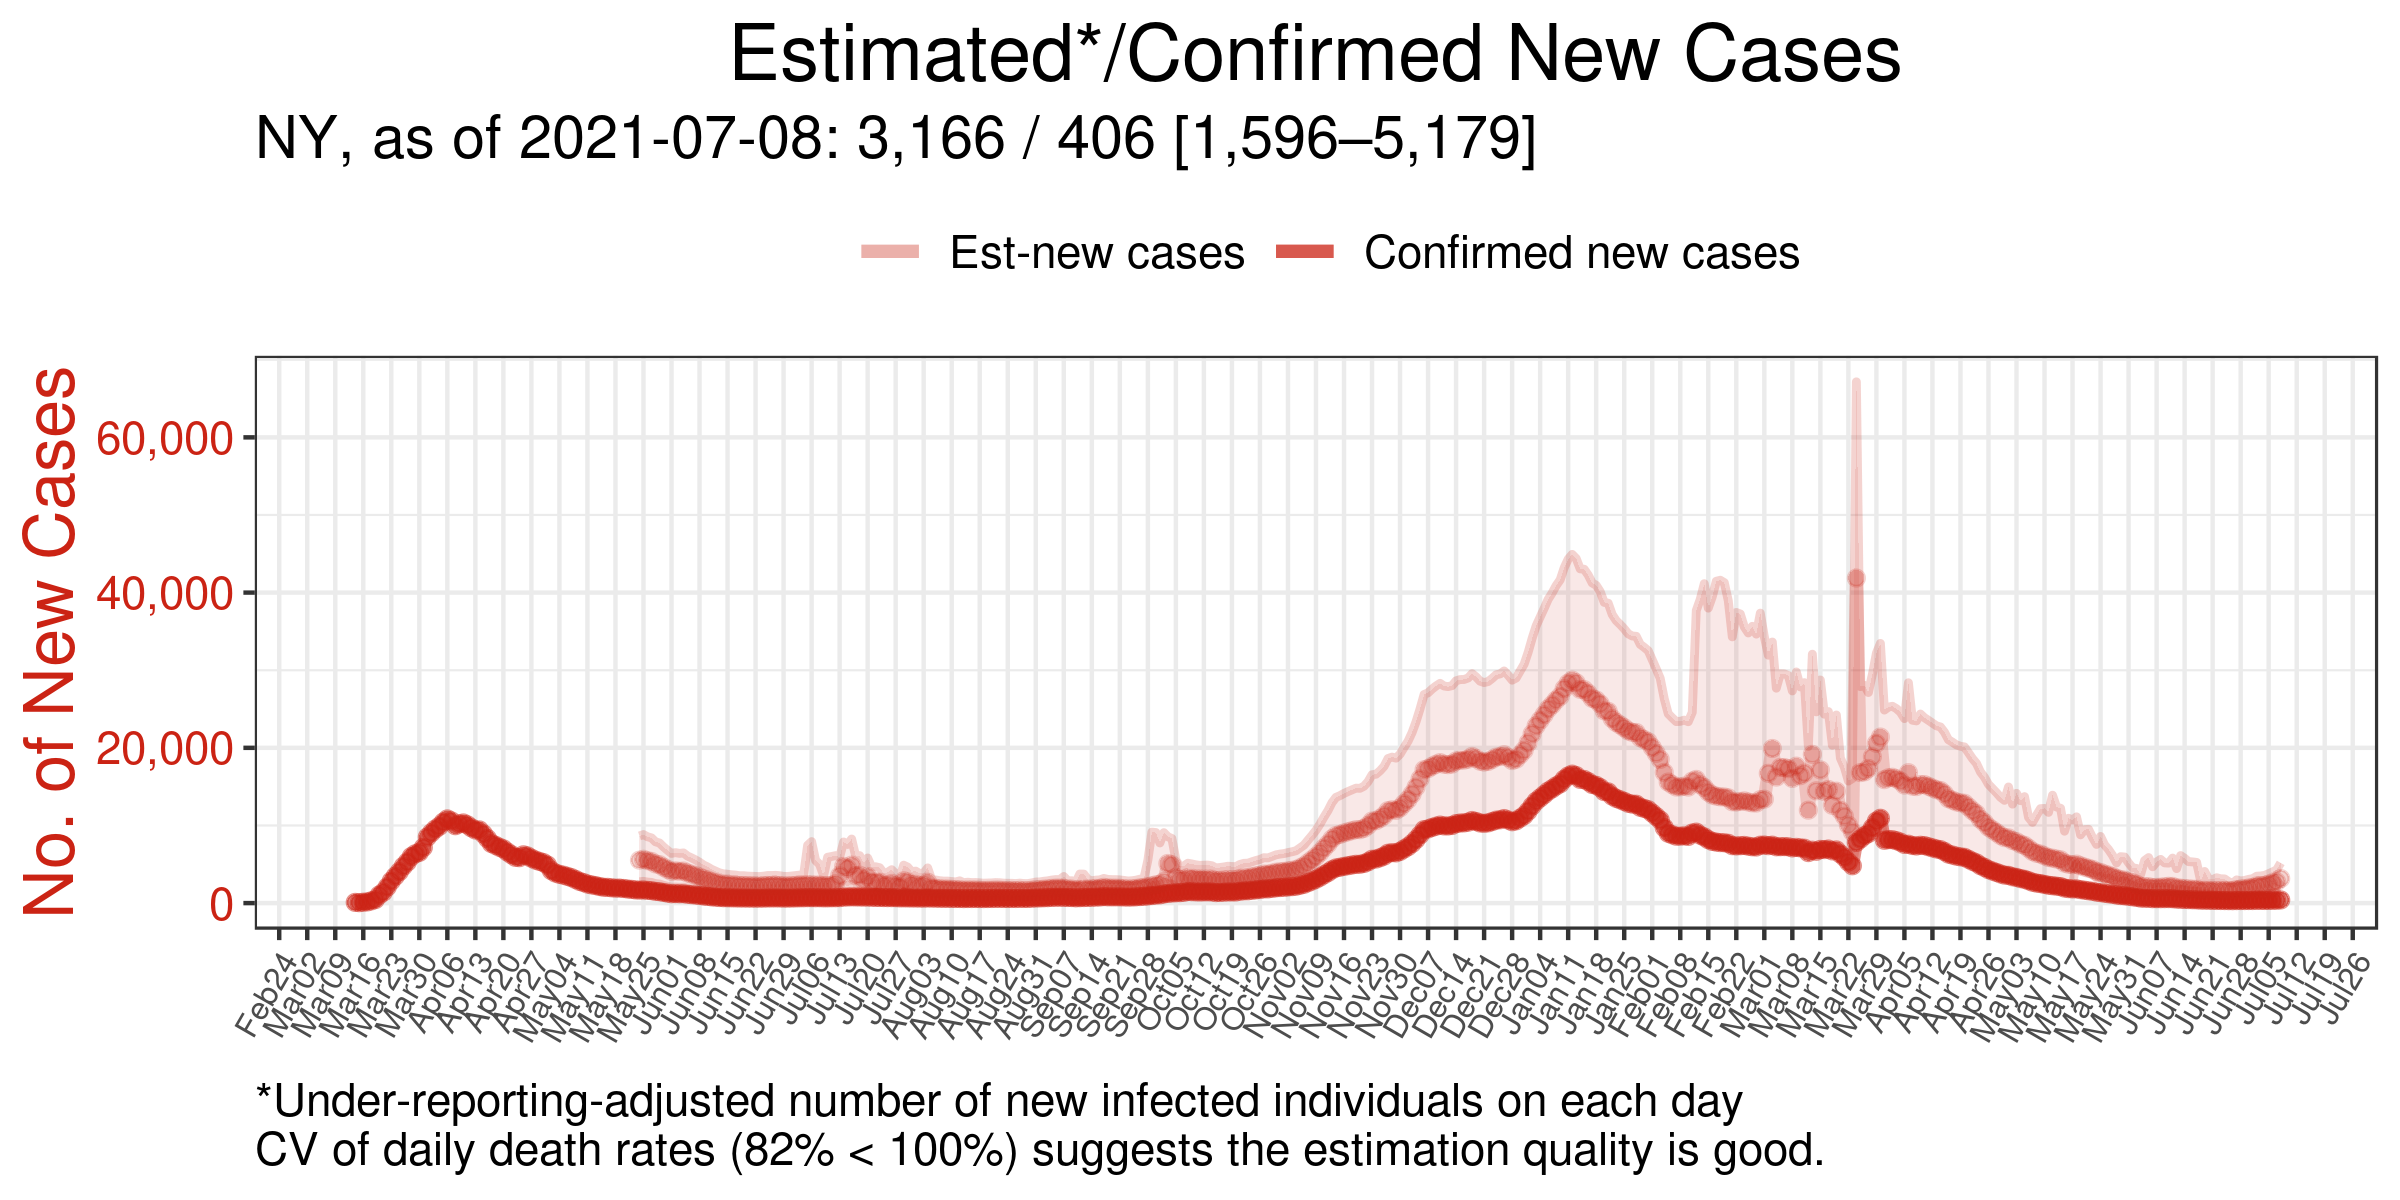 Estimated*/Confirmed New Cases
NY, as of 2021-07-08: 3,166 / 406 [1,596–5,179]
Est-new cases
Confirmed new cases
No. of New Cases
60,000
40,000
20,000
0
Feb24
Mar02
Mar09
Mar16
Mar23
Mar30
Apr06
Apr13
Apr20
Apr27
May04
May11
May18
May25
Jun01
Jun08
Jun15
Jun22
Jun29
Jul06
Jul13
Jul20
Jul27
Aug03
Aug10
Aug17
Aug24
Aug31
Sep07
Sep14
Sep21
Sep28
Oct05
Oct12
Oct19
Oct26
Nov02
Nov09
Nov16
Nov23
Nov30
Dec07
Dec14
Dec21
Dec28
Jan04
Jan11
Jan18
Jan25
Feb01
Feb08
Feb15
Feb22
Mar01
Mar08
Mar15
Mar22
Mar29
Apr05
Apr12
Apr19
Apr26
May03
May10
May17
May24
May31
Jun07
Jun14
Jun21
Jun28
Jul05
Jul12
Jul19
Jul26
*Under-reporting-adjusted number of new infected individuals on each day
CV of daily death rates (82% < 100%) suggests the estimation quality is good.